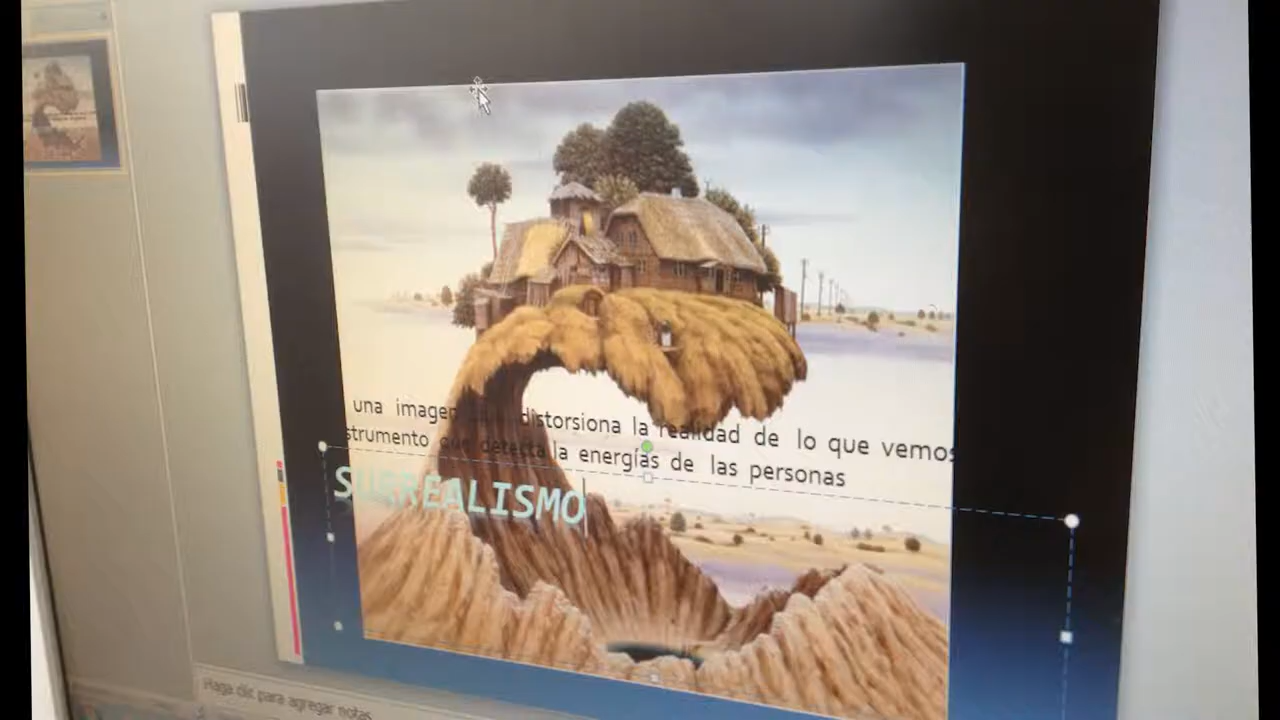 una imagen distorsiona la realidad de lo que vemos
strumento que detecta la energías de las personas
SURREALISMO
Haga clic para agregar notas